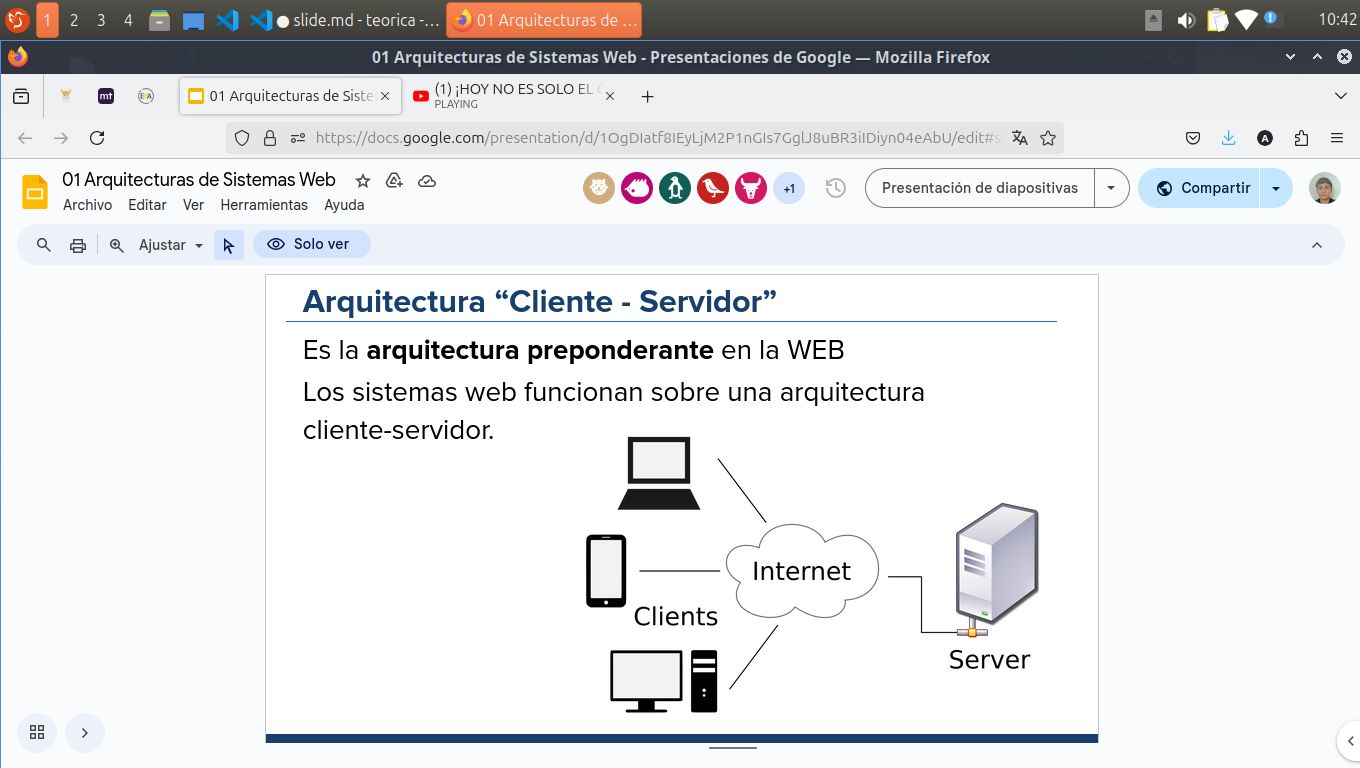 1 2 3 4 slide.md - teorica -... 01 Arquitecturas de ... 10:42
01 Arquitecturas de Sistemas Web - Presentaciones de Google — Mozilla Firefox
mt 01 Arquitecturas de Siste (1) ¡HOY NO ES SOLO EL
PLAYING
https://docs.google.com/presentation/d/1OgDIatf8IEyLjM2P1nGIs7GglJ8uBR3iIDiyn04eAbU/edit#s A
01 Arquitecturas de Sistemas Web
Archivo Editar Ver Herramientas Ayuda
+1 Presentación de diapositivas Compartir
Ajustar Solo ver
Arquitectura “Cliente - Servidor”
Es la arquitectura preponderante en la WEB
Los sistemas web funcionan sobre una arquitectura
cliente-servidor.
Internet
Clients
Server